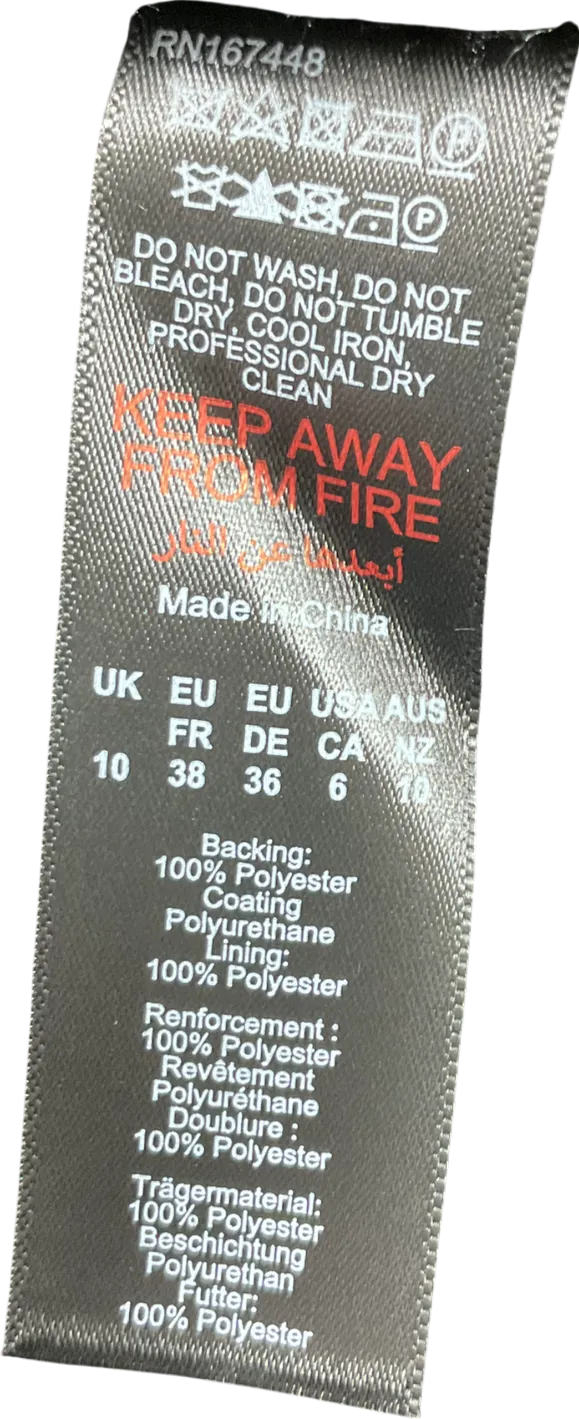 RN167448
P
P
DO NOT WASH, DO NOT
BLEACH, DO NOT TUMBLE
DRY, COOL IRON,
PROFESSIONAL DRY
CLEAN
KEEP AWAY
FROM FIRE
أبعدها عن النار
Made in China
UK EU EU USA AUS
FR DE CA NZ
10 38 36 6 10
Backing:
100% Polyester
Coating
Polyurethane
Lining:
100% Polyester
Renforcement :
100% Polyester
Revêtement
Polyuréthane
Doublure :
100% Polyester
Trägermaterial:
100% Polyester
Beschichtung
Polyurethan
Futter:
100% Polyester